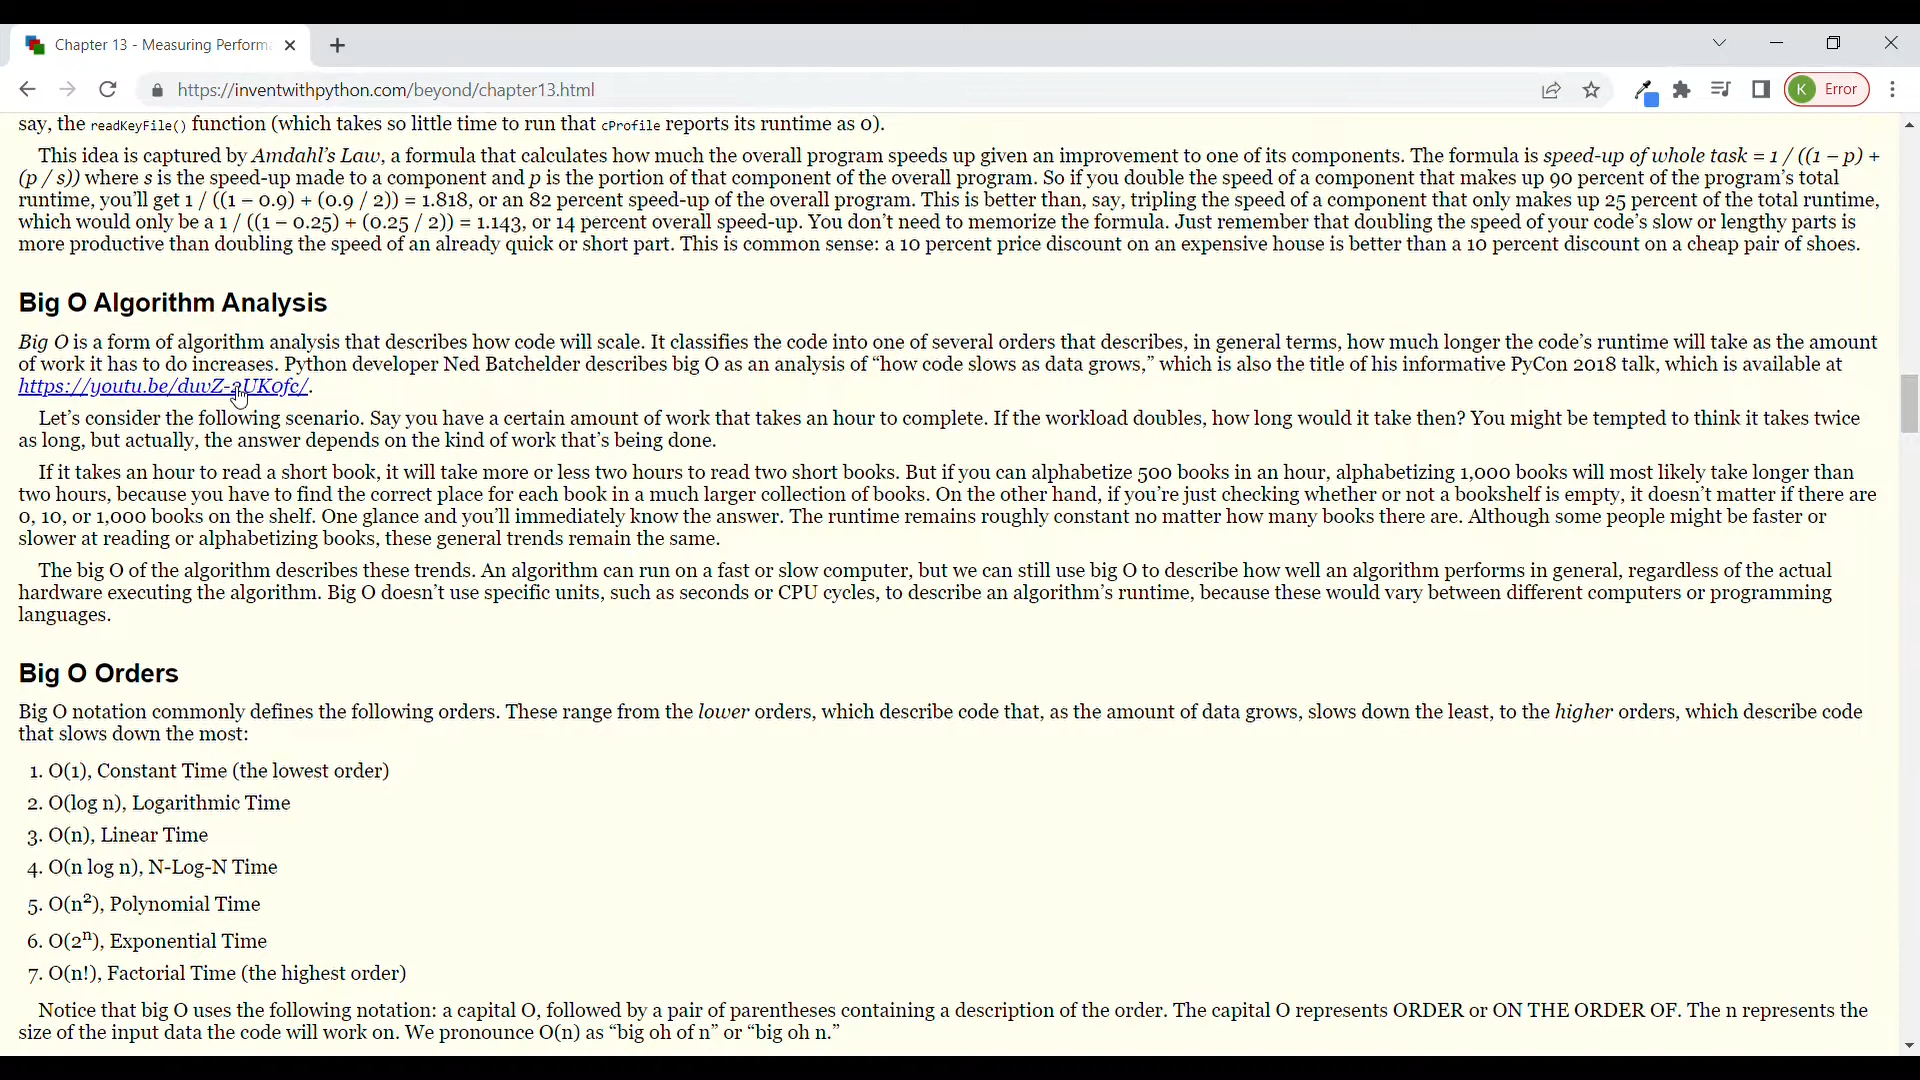 Chapter 13 - Measuring Perform
https://inventwithpython.com/beyond/chapter13.html
K Error
say, the readKeyFile() function (which takes so little time to run that cProfile reports its runtime as 0).
This idea is captured by Amdahl’s Law, a formula that calculates how much the overall program speeds up given an improvement to one of its components. The formula is speed-up of whole task = 1 / ((1 – p) +
(p / s)) where s is the speed-up made to a component and p is the portion of that component of the overall program. So if you double the speed of a component that makes up 90 percent of the program’s total
runtime, you’ll get 1 / ((1 – 0.9) + (0.9 / 2)) = 1.818, or an 82 percent speed-up of the overall program. This is better than, say, tripling the speed of a component that only makes up 25 percent of the total runtime,
which would only be a 1 / ((1 – 0.25) + (0.25 / 2)) = 1.143, or 14 percent overall speed-up. You don’t need to memorize the formula. Just remember that doubling the speed of your code’s slow or lengthy parts is
more productive than doubling the speed of an already quick or short part. This is common sense: a 10 percent price discount on an expensive house is better than a 10 percent discount on a cheap pair of shoes.
Big O Algorithm Analysis
Big O is a form of algorithm analysis that describes how code will scale. It classifies the code into one of several orders that describes, in general terms, how much longer the code’s runtime will take as the amount
of work it has to do increases. Python developer Ned Batchelder describes big O as an analysis of “how code slows as data grows,” which is also the title of his informative PyCon 2018 talk, which is available at
https://youtu.be/duvZ-2UK0fc/.
Let’s consider the following scenario. Say you have a certain amount of work that takes an hour to complete. If the workload doubles, how long would it take then? You might be tempted to think it takes twice
as long, but actually, the answer depends on the kind of work that’s being done.
If it takes an hour to read a short book, it will take more or less two hours to read two short books. But if you can alphabetize 500 books in an hour, alphabetizing 1,000 books will most likely take longer than
two hours, because you have to find the correct place for each book in a much larger collection of books. On the other hand, if you’re just checking whether or not a bookshelf is empty, it doesn’t matter if there are
0, 10, or 1,000 books on the shelf. One glance and you’ll immediately know the answer. The runtime remains roughly constant no matter how many books there are. Although some people might be faster or
slower at reading or alphabetizing books, these general trends remain the same.
The big O of the algorithm describes these trends. An algorithm can run on a fast or slow computer, but we can still use big O to describe how well an algorithm performs in general, regardless of the actual
hardware executing the algorithm. Big O doesn’t use specific units, such as seconds or CPU cycles, to describe an algorithm’s runtime, because these would vary between different computers or programming
languages.
Big O Orders
Big O notation commonly defines the following orders. These range from the lower orders, which describe code that, as the amount of data grows, slows down the least, to the higher orders, which describe code
that slows down the most:
1. O(1), Constant Time (the lowest order)
2. O(log n), Logarithmic Time
3. O(n), Linear Time
4. O(n log n), N-Log-N Time
5. O(n²), Polynomial Time
6. O(2ⁿ), Exponential Time
7. O(n!), Factorial Time (the highest order)
Notice that big O uses the following notation: a capital O, followed by a pair of parentheses containing a description of the order. The capital O represents ORDER or ON THE ORDER OF. The n represents the
size of the input data the code will work on. We pronounce O(n) as “big oh of n” or “big oh n.”